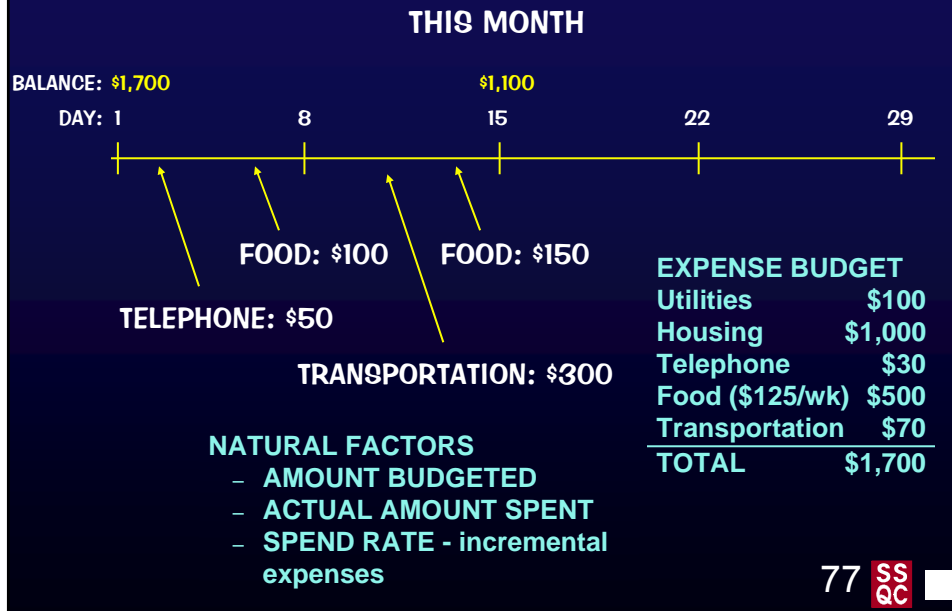 THIS MONTH
BALANCE: $1,700 $1,100
DAY: 1 8 15 22 29
FOOD: $100 FOOD: $150
TELEPHONE: $50
TRANSPORTATION: $300
EXPENSE BUDGET
Utilities $100
Housing $1,000
Telephone $30
Food ($125/wk) $500
Transportation $70
TOTAL $1,700
NATURAL FACTORS
– AMOUNT BUDGETED
– ACTUAL AMOUNT SPENT
– SPEND RATE - incremental
expenses
77 SS
QC